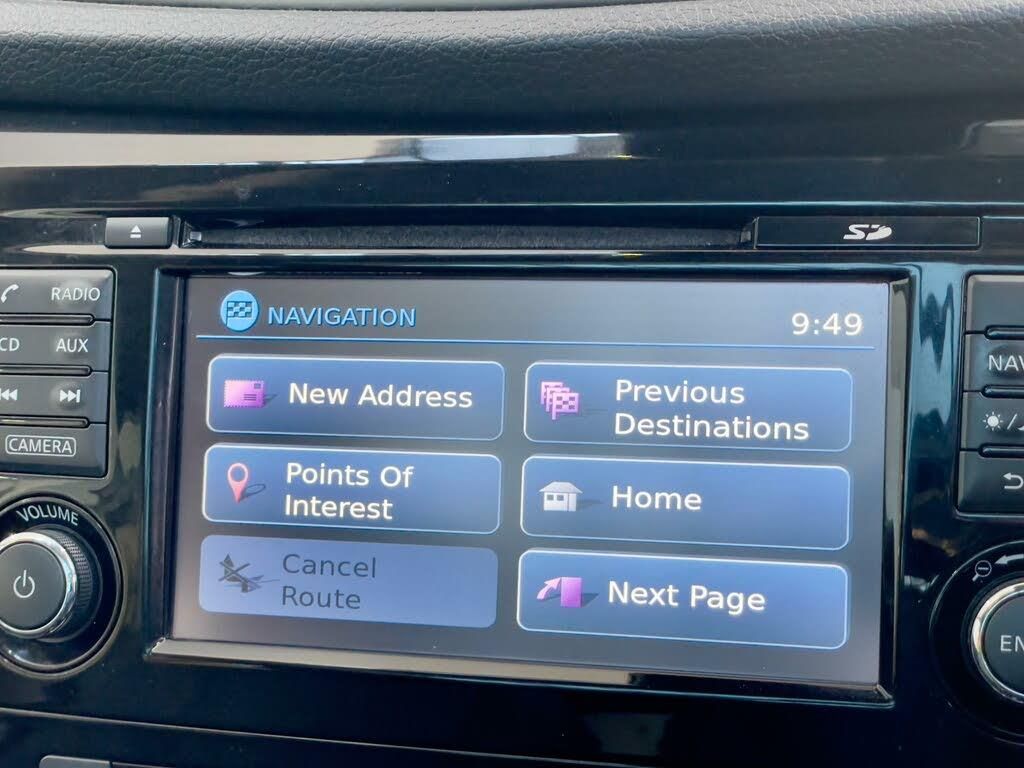 SD
RADIO
CD
AUX
CAMERA
VOLUME
NAVIGATION
9:49
New Address
Previous
Destinations
Points Of
Interest
Home
Cancel
Route
Next Page
NAV